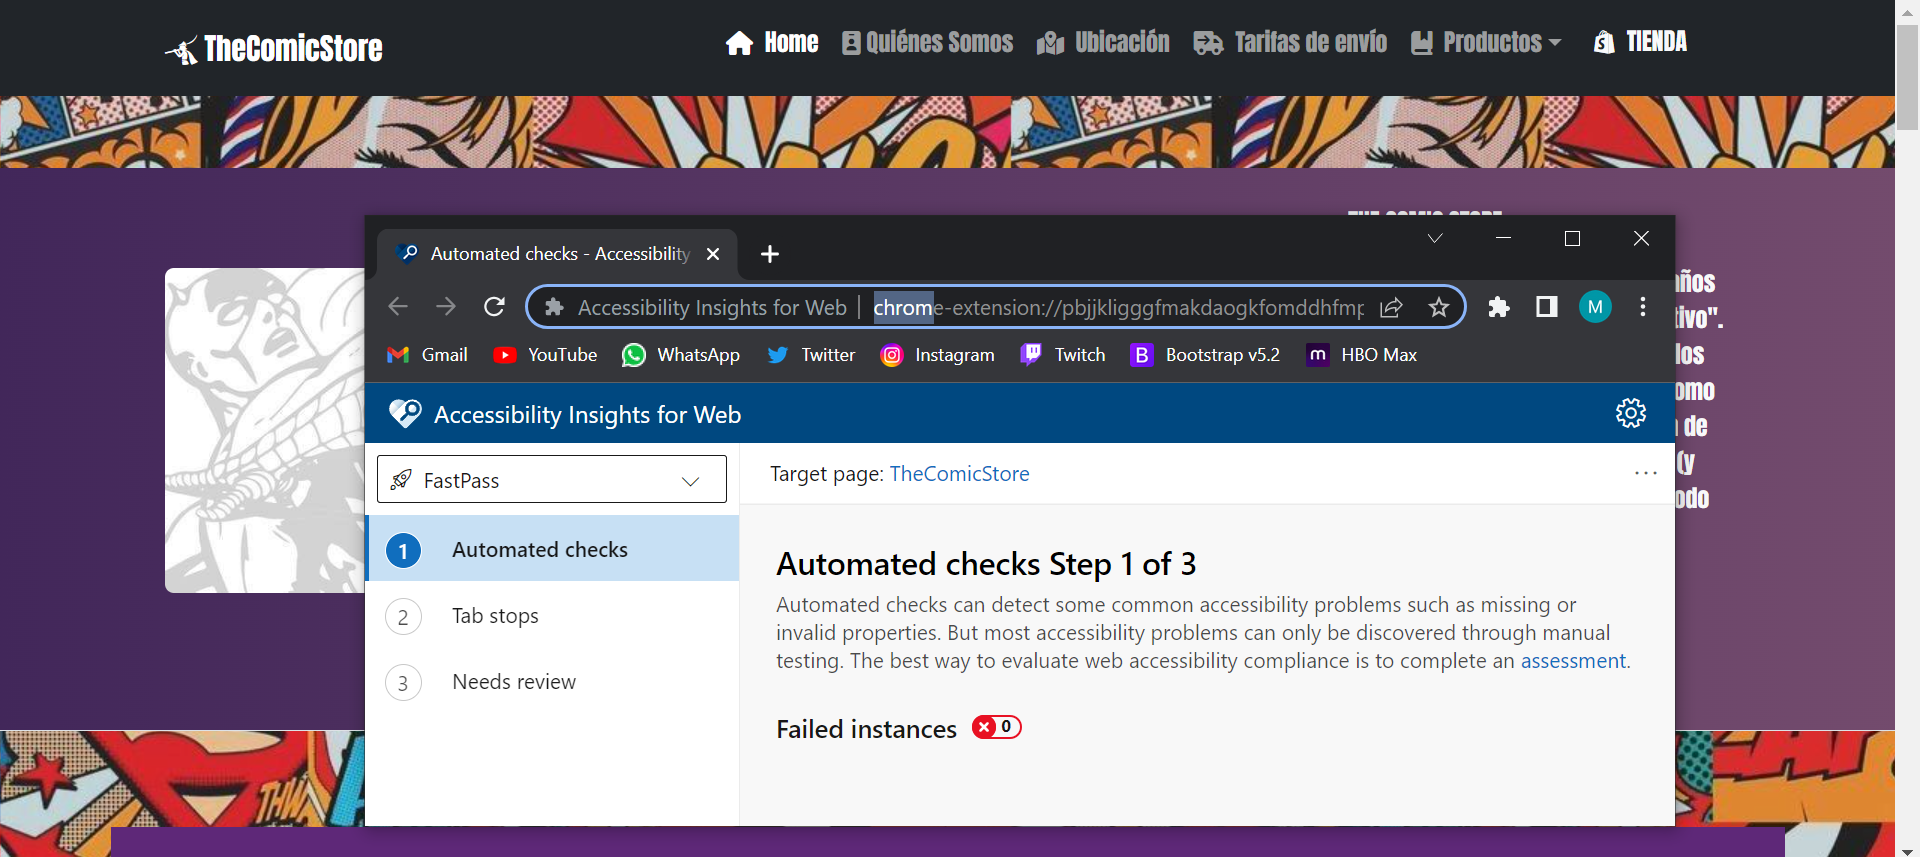 TheComicStore
Home Quiénes Somos Ubicación Tarifas de envío Productos TIENDA
THE COMIC STORE
Automated checks - Accessibility
Accessibility Insights for Web | chrome-extension://pbjjkligggfmakdaogkfomddhfmp
M
Gmail YouTube WhatsApp Twitter Instagram Twitch B Bootstrap v5.2 m HBO Max
Accessibility Insights for Web
FastPass
Target page: TheComicStore
1 Automated checks
2 Tab stops
3 Needs review
Automated checks Step 1 of 3
Automated checks can detect some common accessibility problems such as missing or
invalid properties. But most accessibility problems can only be discovered through manual
testing. The best way to evaluate web accessibility compliance is to complete an assessment.
Failed instances 0
ños
tivo".
los
omo
de
(y
odo